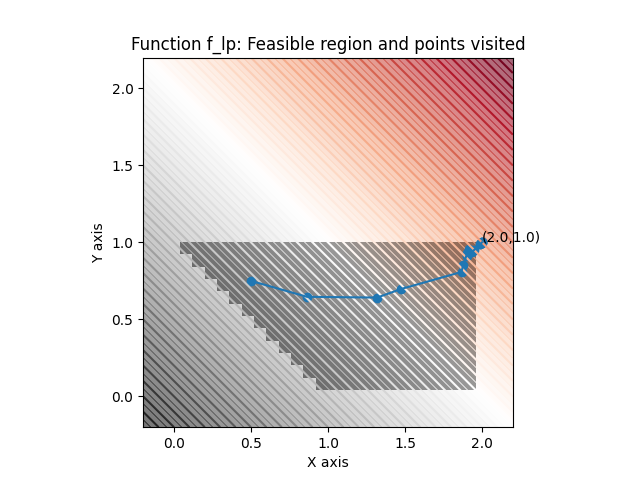 Function f_lp: Feasible region and points visited
2.0
1.5
1.0
0.5
0.0
Y axis
(2.0,1.0)
0.0 0.5 1.0 1.5 2.0
X axis